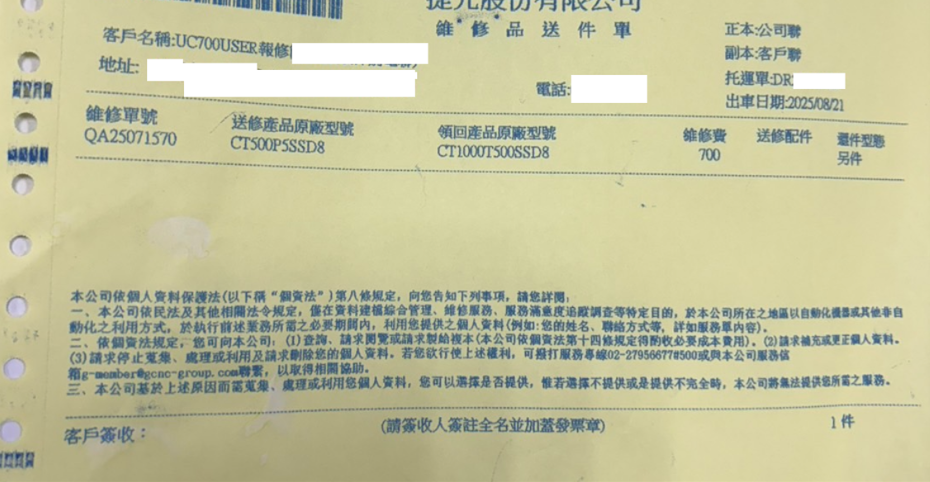 捷元股份有限公司
維修品送件單
正本:公司聯
客戶名稱:UC700USER報修
副本:客戶聯
地址:
電話:
托運單:DR
出車日期:2025/08/21
維修單號 送修產品原廠型號 領回產品原廠型號 維修費 送修配件 還件型態
QA25071570 CT500P5SSD8 CT1000T500SSD8 700 另件
本公司依個人資料保護法(以下稱“個資法”)第八條規定，向您告知下列事項，請您詳閱:
一、本公司依民法及其他相關法令規定，僅在資料建檔綜合管理、維修服務、服務滿意度追蹤調查等特定目的，於本公司所在之地區以自動化機器或其他非自
動化之利用方式，於執行前述業務所需之必要期間內，利用您提供之個人資料(例如:您的姓名、聯絡方式等，詳如服務單內容)。
二、依個資法規定，您可向本公司:(1)查詢、請求閱覽或請求製給複本(本公司依個資法第十四條規定得酌收必要成本費用)。(2)請求補充或更正個人資料。
(3)請求停止蒐集、處理或利用及請求刪除您的個人資料。若您欲行使上述權利，可撥打服務專線02-27956677#500或與本公司服務信
箱g-member@gcnc-group.com聯繫，以取得相關協助。
三、本公司基於上述原因而需蒐集、處理或利用您個人資料，您可以選擇是否提供，惟若選擇不提供或是提供不完全時，本公司將無法提供您所需之服務。
客戶簽收： (請簽收人簽註全名並加蓋發票章) 1件